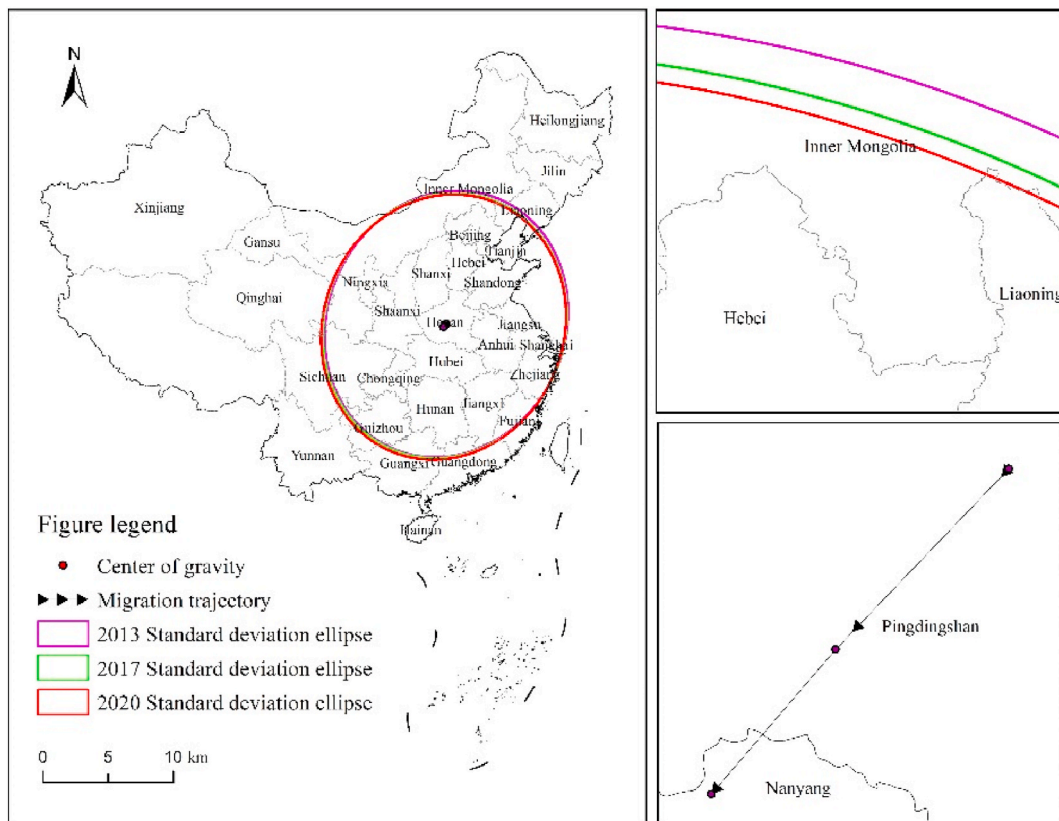 N
Heilongjiang
Jilin
Inner Mongolia
Liaoning
Xinjiang
Beijing
Gansu
Tianjin
Hebei
Shanxi
Ningxia
Shandong
Qinghai
Shaanxi
Henan
Jiangsu
Anhui
Shanghai
Hubei
Sichuan
Chongqing
Zhejiang
Hunan
Jiangxi
Guizhou
Fujian
Yunnan
Guangxi
Guangdong
Hainan
Figure legend
Center of gravity
Migration trajectory
2013 Standard deviation ellipse
2017 Standard deviation ellipse
2020 Standard deviation ellipse
0 5 10 km
Inner Mongolia
Liaoning
Hebei
Pingdingshan
Nanyang